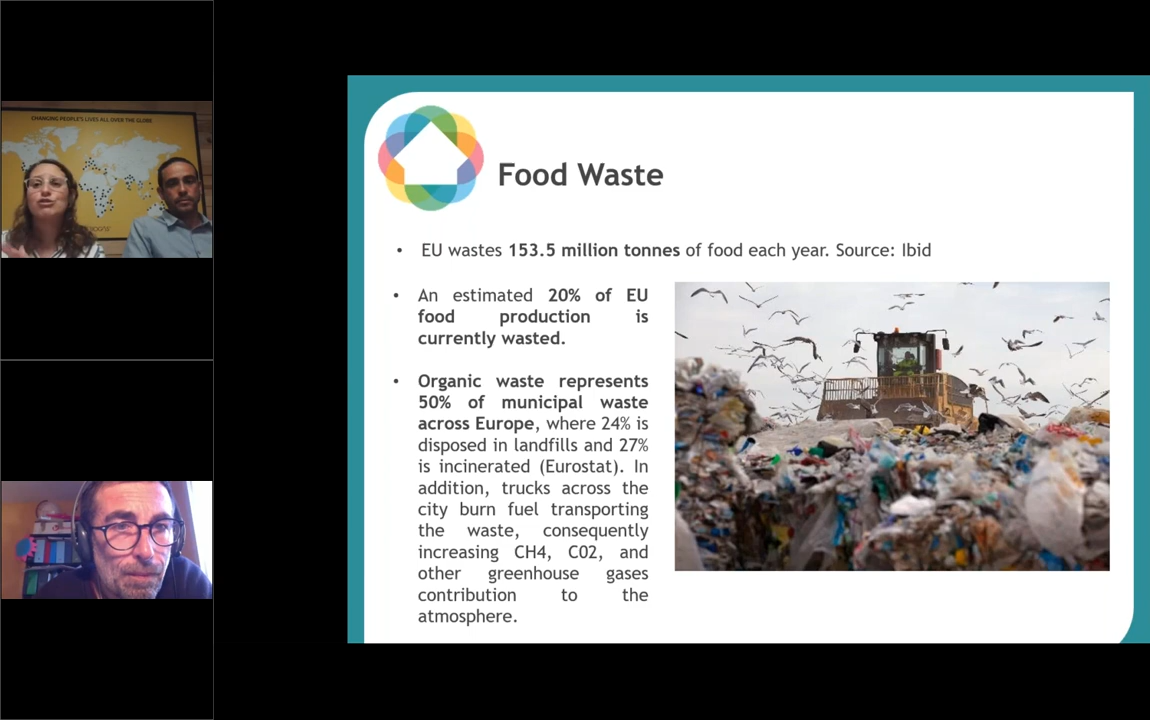 CHANGING PEOPLE'S LIVES ALL OVER THE GLOBE
Food Waste
• EU wastes 153.5 million tonnes of food each year. Source: Ibid
• An estimated 20% of EU
food production is
currently wasted.
• Organic waste represents
50% of municipal waste
across Europe, where 24% is
disposed in landfills and 27%
is incinerated (Eurostat). In
addition, trucks across the
city burn fuel transporting
the waste, consequently
increasing CH4, C02, and
other greenhouse gases
contribution to the
atmosphere.